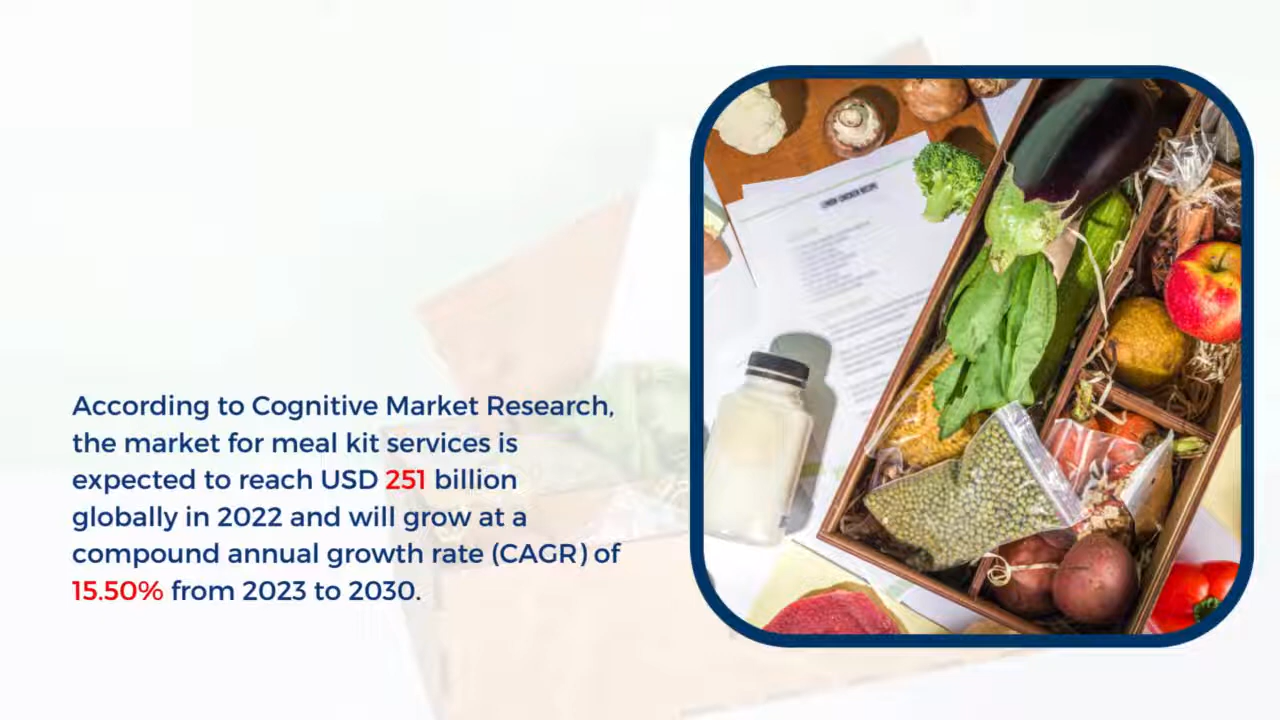 According to Cognitive Market Research,
the market for meal kit services is
expected to reach USD 251 billion
globally in 2022 and will grow at a
compound annual growth rate (CAGR) of
15.50% from 2023 to 2030.